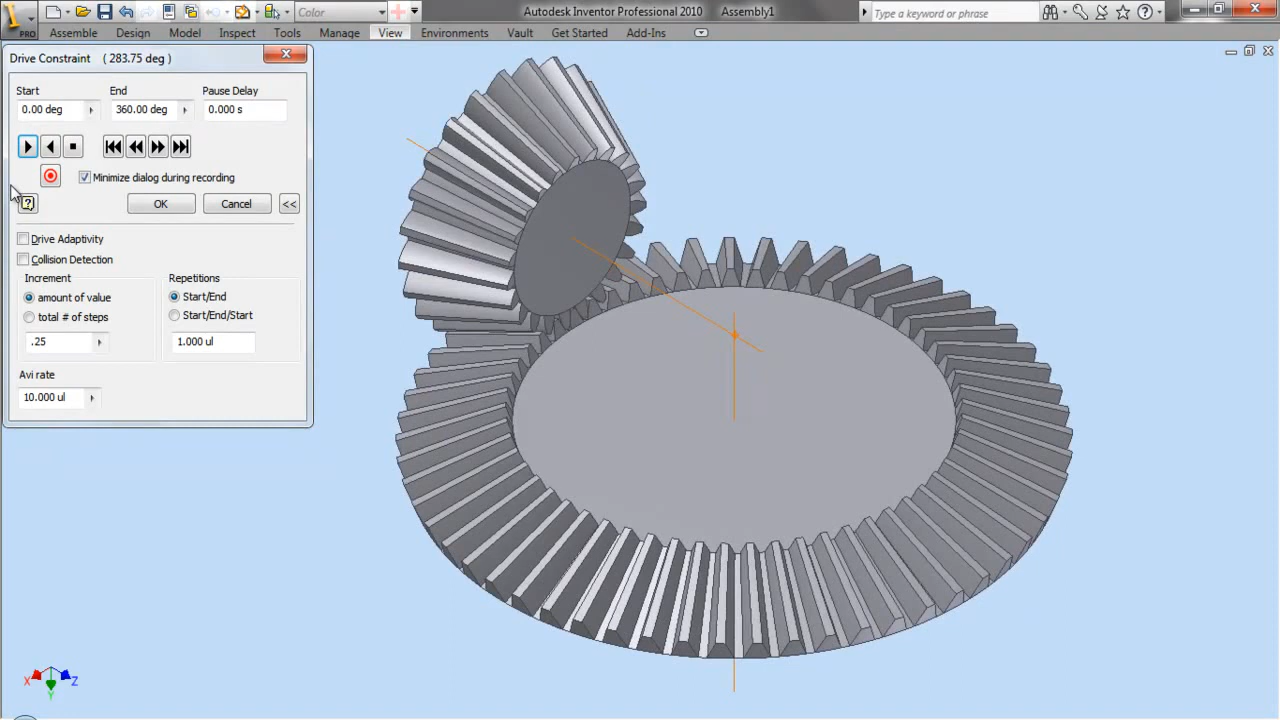 Color
Autodesk Inventor Professional 2010 Assembly1
Type a keyword or phrase
PRO
Assemble Design Model Inspect Tools Manage View Environments Vault Get Started Add-Ins
Drive Constraint ( 283.75 deg )
Start End Pause Delay
0.00 deg 360.00 deg 0.000 s
Minimize dialog during recording
OK Cancel <<
Drive Adaptivity
Collision Detection
Increment Repetitions
amount of value Start/End
total # of steps Start/End/Start
.25 1.000 ul
Avi rate
10.000 ul
X Y Z